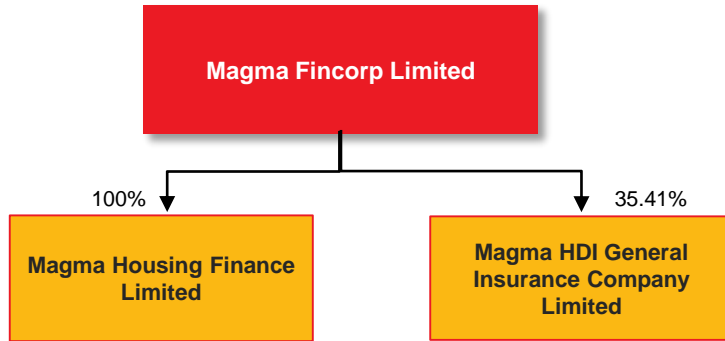 Magma Fincorp Limited
100%
35.41%
Magma Housing Finance
Limited
Magma HDI General
Insurance Company
Limited